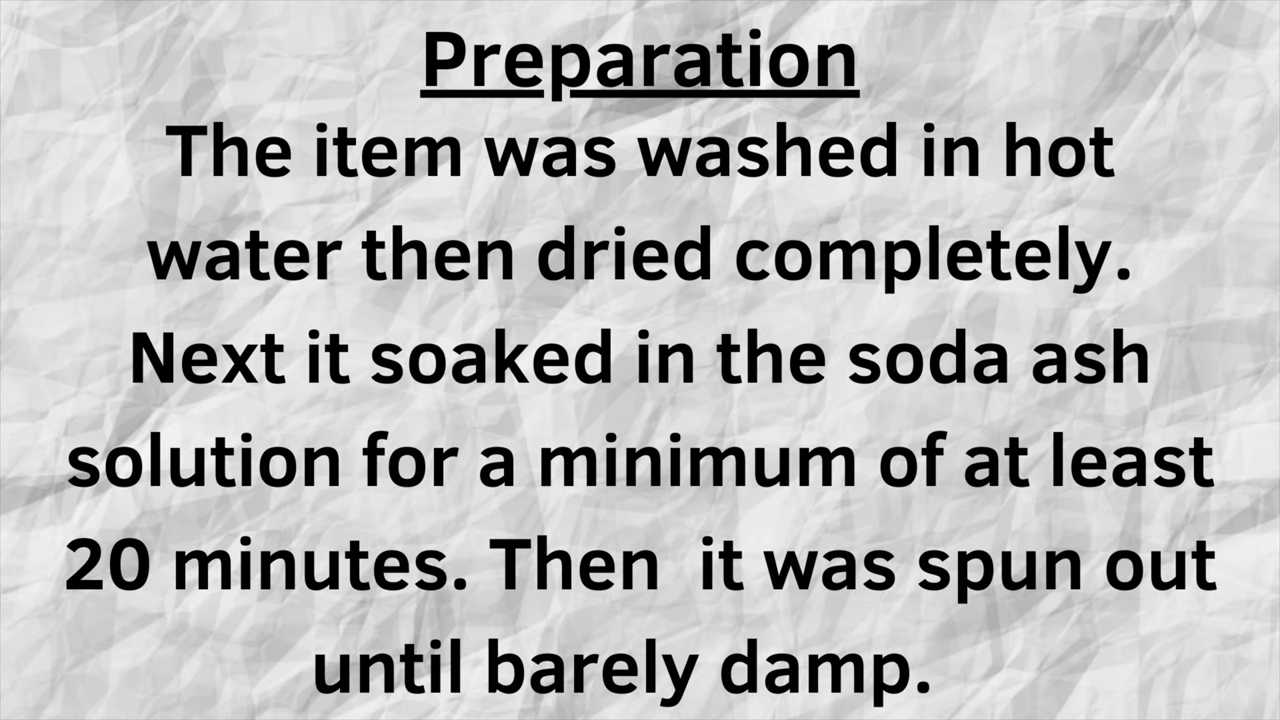 Preparation
The item was washed in hot
water then dried completely.
Next it soaked in the soda ash
solution for a minimum of at least
20 minutes. Then  it was spun out
until barely damp.